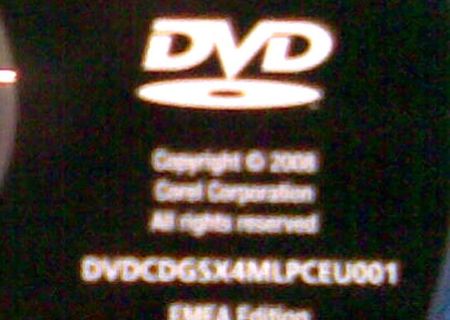 DVD
Copyright © 2008
Corel Corporation
All rights reserved
DVDCDGSX4MLPCEU001
EMEA Edition